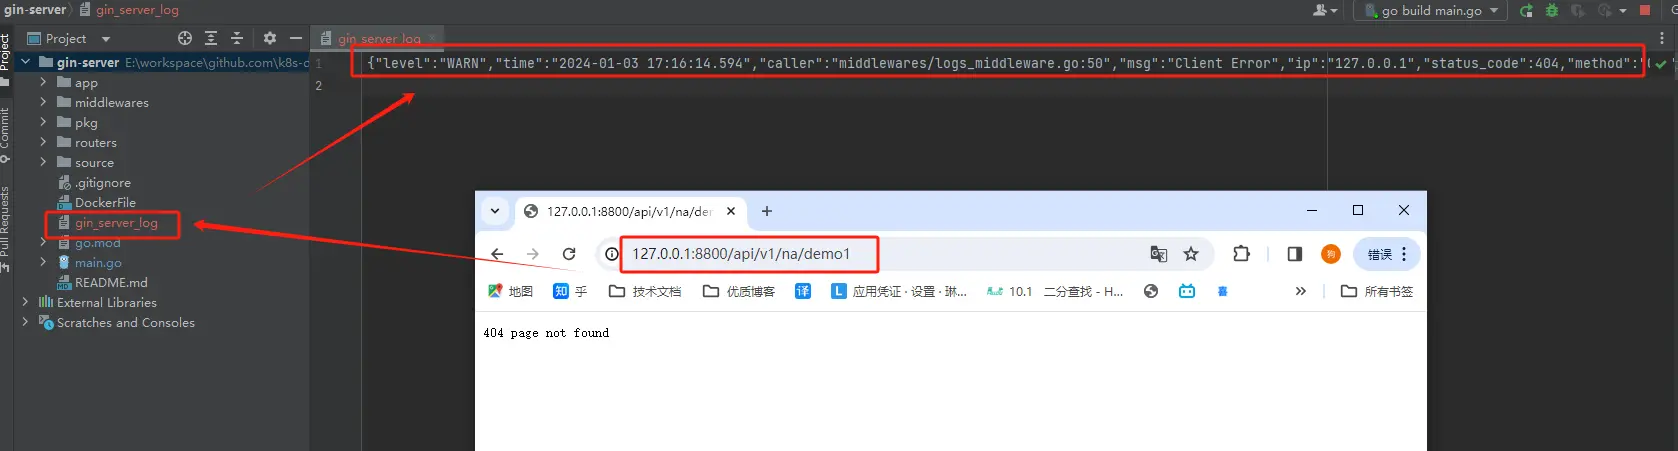 gin-server gin_server_log
go build main.go
Project
gin_server_log
Project
gin-server E:\workspace\github.com\k8s-c
app
middlewares
pkg
routers
source
.gitignore
DockerFile
gin_server_log
go.mod
main.go
README.md
External Libraries
Scratches and Consoles
Commit
Pull Requests
1 {"level":"WARN","time":"2024-01-03 17:16:14.594","caller":"middlewares/logs_middleware.go:50","msg":"Client Error","ip":"127.0.0.1","status_code":404,"method":"
2
127.0.0.1:8800/api/v1/na/der
127.0.0.1:8800/api/v1/na/demo1
错误
地图 知 乎 技术文档 优质博客 译 L 应用凭证 · 设置 · 琳... 10.1 二分查找 - H... 所有书签
404 page not found